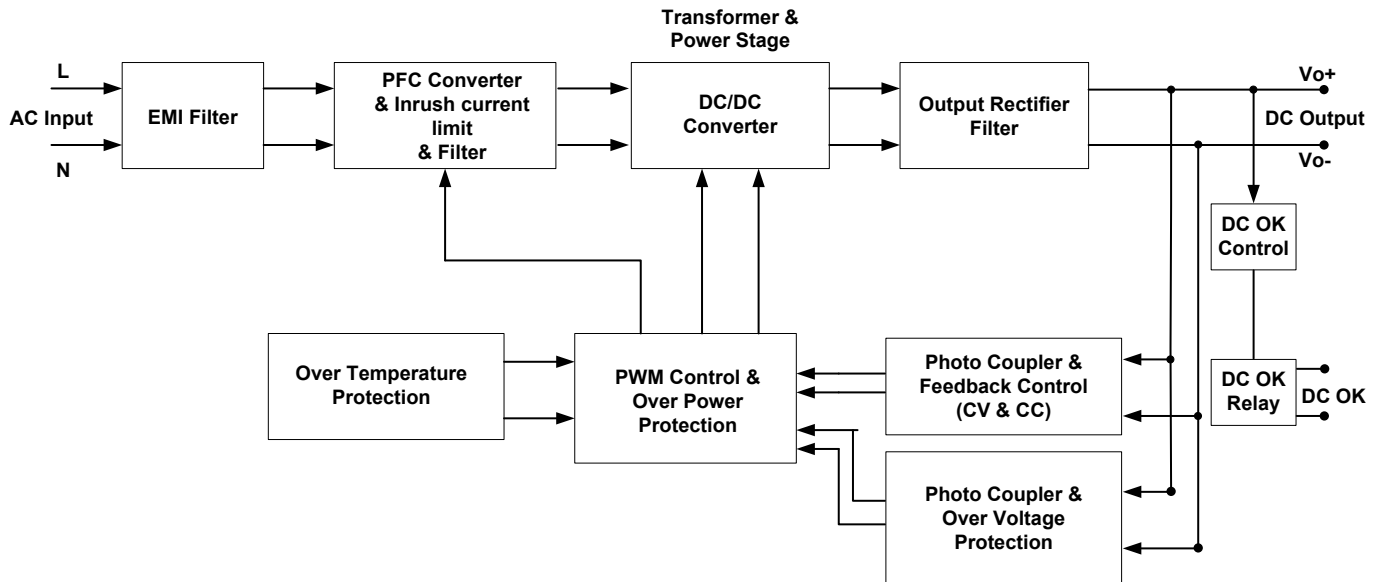 Transformer &
Power Stage
L
AC Input
N
EMI Filter
PFC Converter
& Inrush current
limit
& Filter
DC/DC
Converter
Output Rectifier
Filter
Vo+
DC Output
Vo-
DC OK
Control
Over Temperature
Protection
PWM Control &
Over Power
Protection
Photo Coupler &
Feedback Control
(CV & CC)
DC OK
Relay
DC OK
Photo Coupler &
Over Voltage
Protection